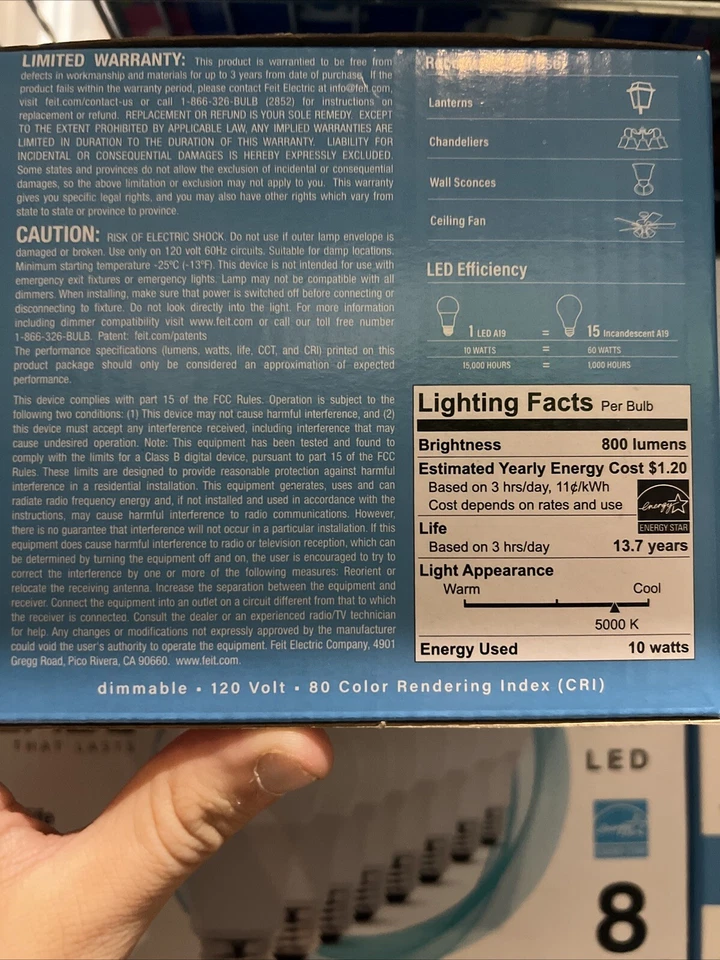 LIMITED WARRANTY: This product is warrantied to be free from
defects in workmanship and materials for up to 3 years from date of purchase. If the
product fails within the warranty period, please contact Feit Electric at info@feit.com,
visit feit.com/contact-us or call 1-866-326-BULB (2852) for instructions on
replacement or refund. REPLACEMENT OR REFUND IS YOUR SOLE REMEDY. EXCEPT
TO THE EXTENT PROHIBITED BY APPLICABLE LAW, ANY IMPLIED WARRANTIES ARE
LIMITED IN DURATION TO THE DURATION OF THIS WARRANTY. LIABILITY FOR
INCIDENTAL OR CONSEQUENTIAL DAMAGES IS HEREBY EXPRESSLY EXCLUDED.
Some states and provinces do not allow the exclusion of incidental or consequential
damages, so the above limitation or exclusion may not apply to you. This warranty
gives you specific legal rights, and you may also have other rights which vary from
state to state or province to province.
CAUTION: RISK OF ELECTRIC SHOCK. Do not use if outer lamp envelope is
damaged or broken. Use only on 120 volt 60Hz circuits. Suitable for damp locations.
Minimum starting temperature -25ºC (-13ºF). This device is not intended for use with
emergency exit fixtures or emergency lights. Lamp may not be compatible with all
dimmers. When installing, make sure that power is switched off before connecting or
disconnecting to fixture. Do not look directly into the light. For more information
including dimmer compatibility visit www.feit.com or call our toll free number
1-866-326-BULB. Patent: feit.com/patents
The performance specifications (lumens, watts, life, CCT, and CRI) printed on this
product package should only be considered an approximation of expected
performance.
This device complies with part 15 of the FCC Rules. Operation is subject to the
following two conditions: (1) This device may not cause harmful interference, and (2)
this device must accept any interference received, including interference that may
cause undesired operation. Note: This equipment has been tested and found to
comply with the limits for a Class B digital device, pursuant to part 15 of the FCC
Rules. These limits are designed to provide reasonable protection against harmful
interference in a residential installation. This equipment generates, uses and can
radiate radio frequency energy and, if not installed and used in accordance with the
instructions, may cause harmful interference to radio communications. However,
there is no guarantee that interference will not occur in a particular installation. If this
equipment does cause harmful interference to radio or television reception, which can
be determined by turning the equipment off and on, the user is encouraged to try to
correct the interference by one or more of the following measures: Reorient or
relocate the receiving antenna. Increase the separation between the equipment and
receiver. Connect the equipment into an outlet on a circuit different from that to which
the receiver is connected. Consult the dealer or an experienced radio/TV technician
for help. Any changes or modifications not expressly approved by the manufacturer
could void the user's authority to operate the equipment. Feit Electric Company, 4901
Gregg Road, Pico Rivera, CA 90660. www.feit.com.
Lanterns
Chandeliers
Wall Sconces
Ceiling Fan
LED Efficiency
1 LED A19 = 15 Incandescent A19
10 WATTS = 60 WATTS
15,000 HOURS = 1,000 HOURS
Lighting Facts Per Bulb
Brightness 800 lumens
Estimated Yearly Energy Cost $1.20
Based on 3 hrs/day, 11¢/kWh
Cost depends on rates and use
energy
ENERGY STAR
Life
Based on 3 hrs/day 13.7 years
Light Appearance
Warm Cool
5000 K
Energy Used 10 watts
dimmable • 120 Volt • 80 Color Rendering Index (CRI)
THAT LASTS
LED
8